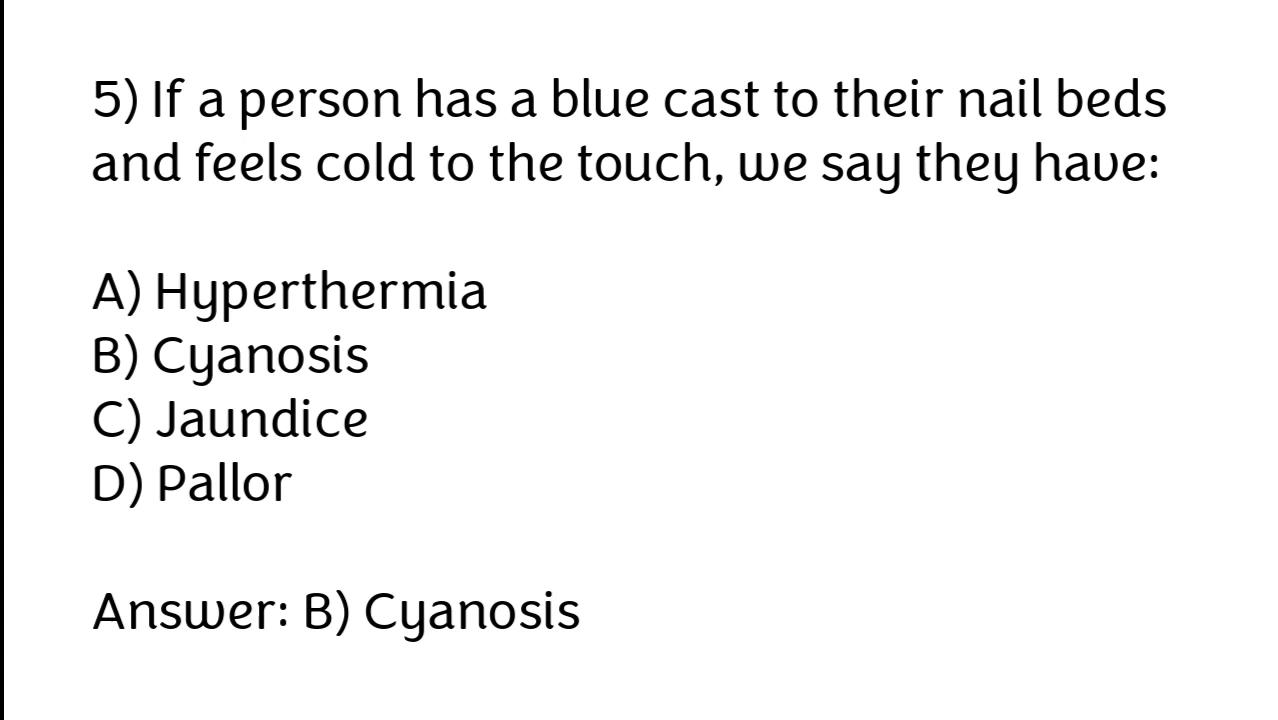 5) If a person has a blue cast to their nail beds
and feels cold to the touch, we say they have:
A) Hyperthermia
B) Cyanosis
C) Jaundice
D) Pallor
Answer: B) Cyanosis